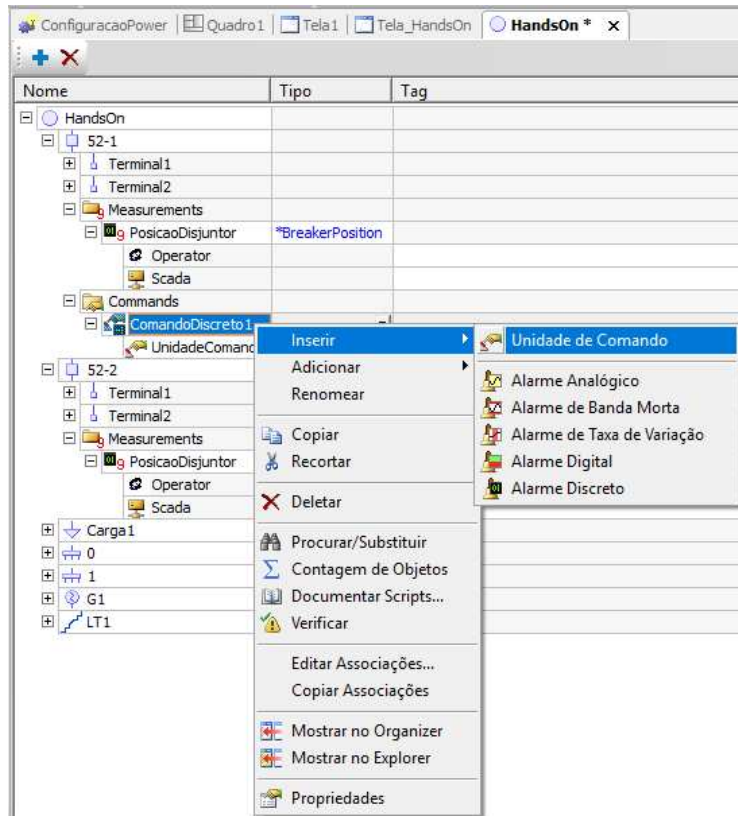 ConfiguracaoPower Quadro1 Tela1 Tela_HandsOn HandsOn * x
Nome Tipo Tag
HandsOn
52-1
Terminal1
Terminal2
Measurements
PosicaoDisjuntor *BreakerPosition
Operator
Scada
Commands
ComandoDiscreto1
UnidadeComand
52-2
Terminal1
Terminal2
Measurements
PosicaoDisjuntor
Operator
Scada
Carga1
0
1
G1
LT1
Inserir
Adicionar
Renomear
Copiar
Recortar
Deletar
Procurar/Substituir
Contagem de Objetos
Documentar Scripts...
Verificar
Editar Associações...
Copiar Associações
Mostrar no Organizer
Mostrar no Explorer
Propriedades
Unidade de Comando
Alarme Analógico
Alarme de Banda Morta
Alarme de Taxa de Variação
Alarme Digital
Alarme Discreto